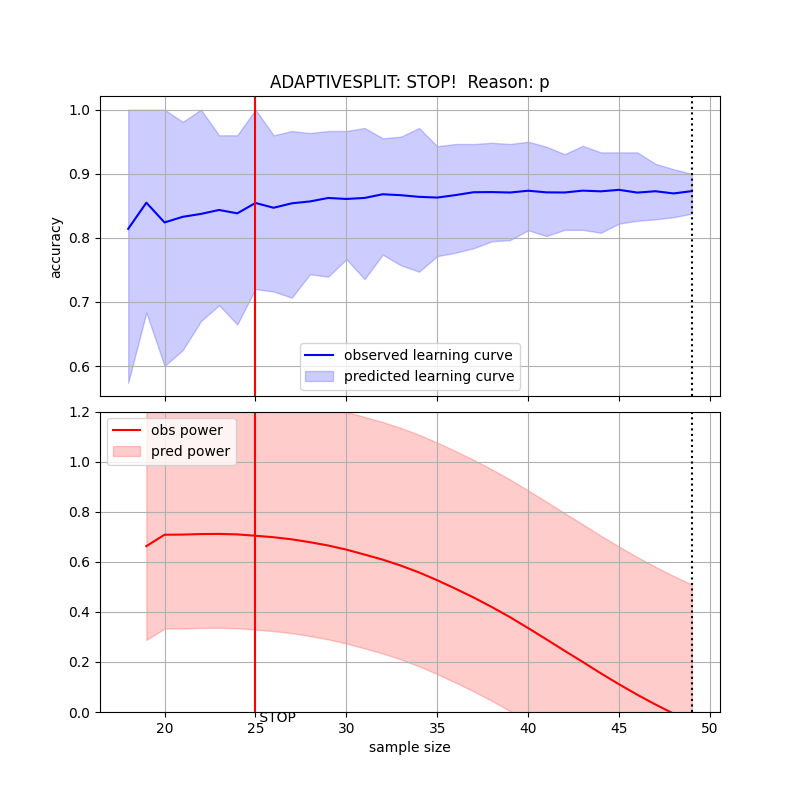 ADAPTIVESPLIT: STOP!  Reason: p
1.0
0.9
0.8
0.7
0.6
accuracy
observed learning curve
predicted learning curve
1.2
1.0
0.8
0.6
0.4
0.2
0.0
obs power
pred power
STOP
20
25
30
35
40
45
50
sample size